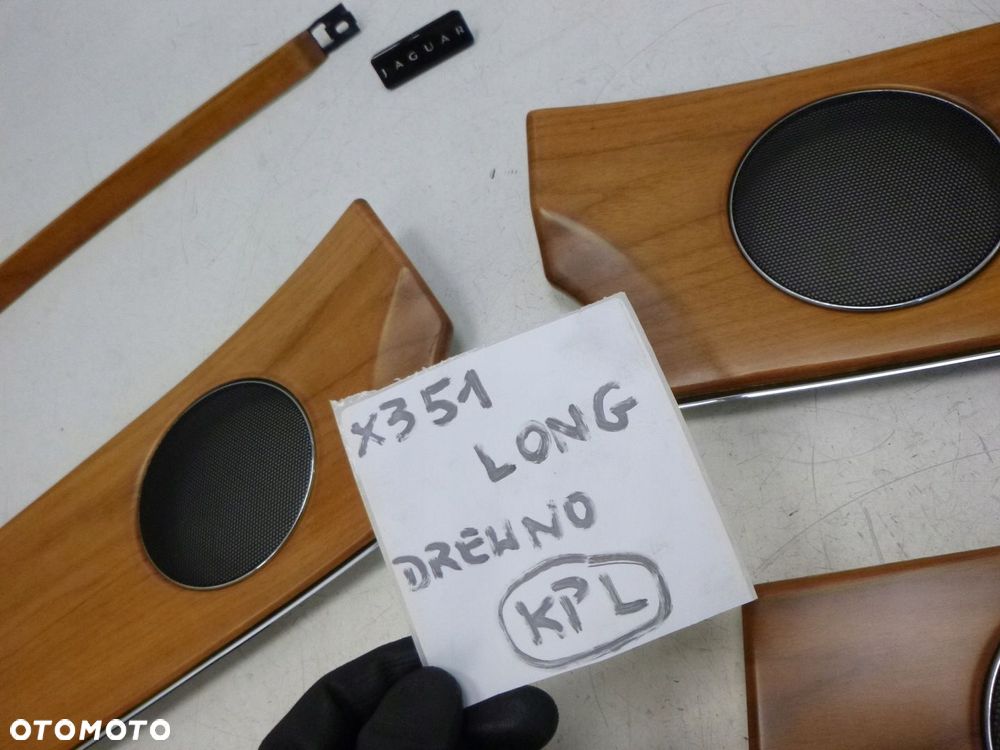 JAGUAR
x351
LONG
DREWNO
KPL
OTOMOTO